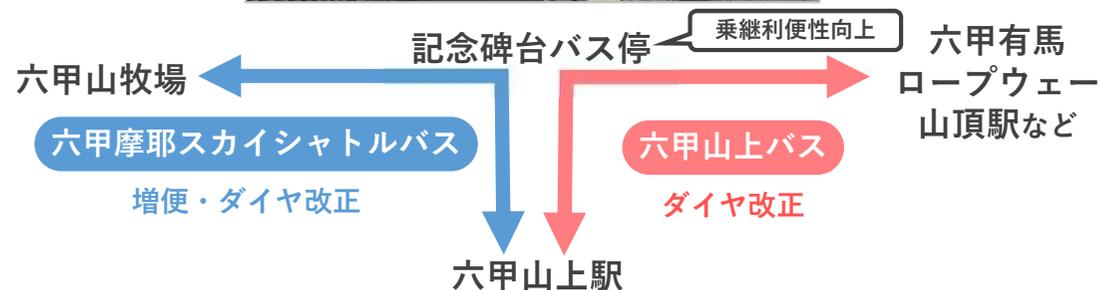 記念碑台バス停
乗継利便性向上
六甲有馬
ロープウェー
山頂駅など
六甲山牧場
六甲摩耶スカイシャトルバス
増便・ダイヤ改正
六甲山上バス
ダイヤ改正
六甲山上駅